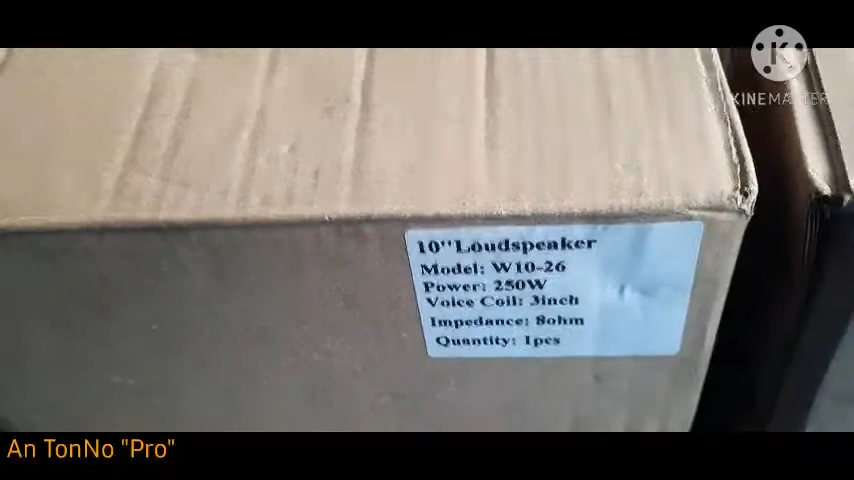 K
KINEMASTER
10"Loudspeaker
Model: W10-26
Power: 250W
Voice Coil: 3inch
Impedance: 8ohm
Quantity: 1pcs
An TonNo "Pro"